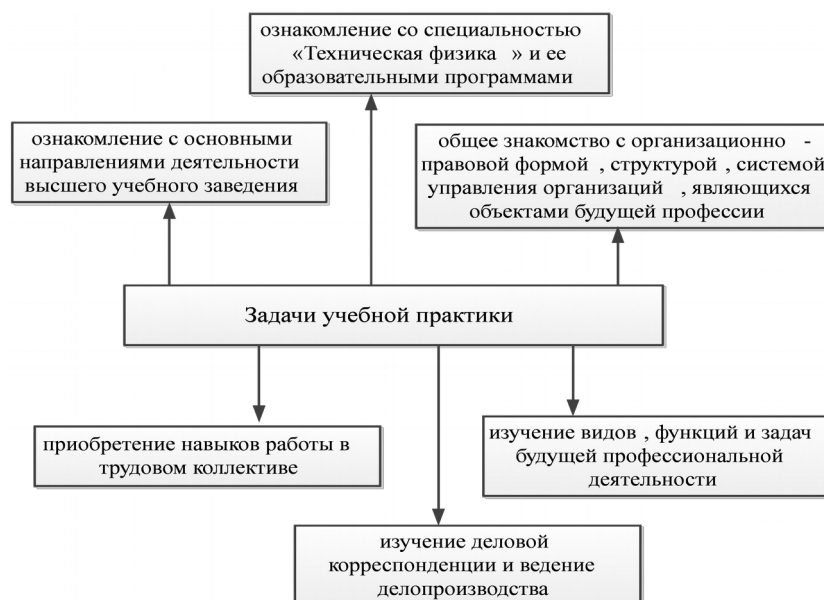 ознакомление со специальностью
«Техническая физика » и ее
образовательными программами
ознакомление с основными
направлениями деятельности
высшего учебного заведения
общее знакомство с организационно -
правовой формой , структурой , системой
управления организаций , являющихся
объектами будущей профессии
Задачи учебной практики
приобретение навыков работы в
трудовом коллективе
изучение видов , функций и задач
будущей профессиональной
деятельности
изучение деловой
корреспонденции и ведение
делопроизводства